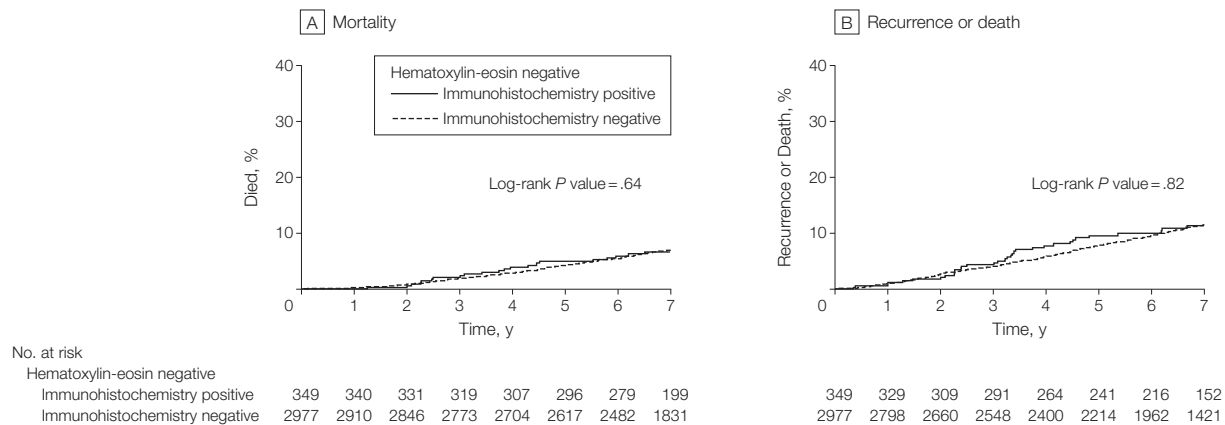 A Mortality
40
30
20
10
0
Died, %
Hematoxylin-eosin negative
Immunohistochemistry positive
Immunohistochemistry negative
Log-rank P value = .64
1 2 3 4 5 6 7
Time, y
B Recurrence or death
40
30
20
10
0
Recurrence or Death, %
Log-rank P value = .82
1 2 3 4 5 6 7
Time, y
No. at risk
Hematoxylin-eosin negative
Immunohistochemistry positive 349 340 331 319 307 296 279 199 349 329 309 291 264 241 216 152
Immunohistochemistry negative 2977 2910 2846 2773 2704 2617 2482 1831 2977 2798 2660 2548 2400 2214 1962 1421